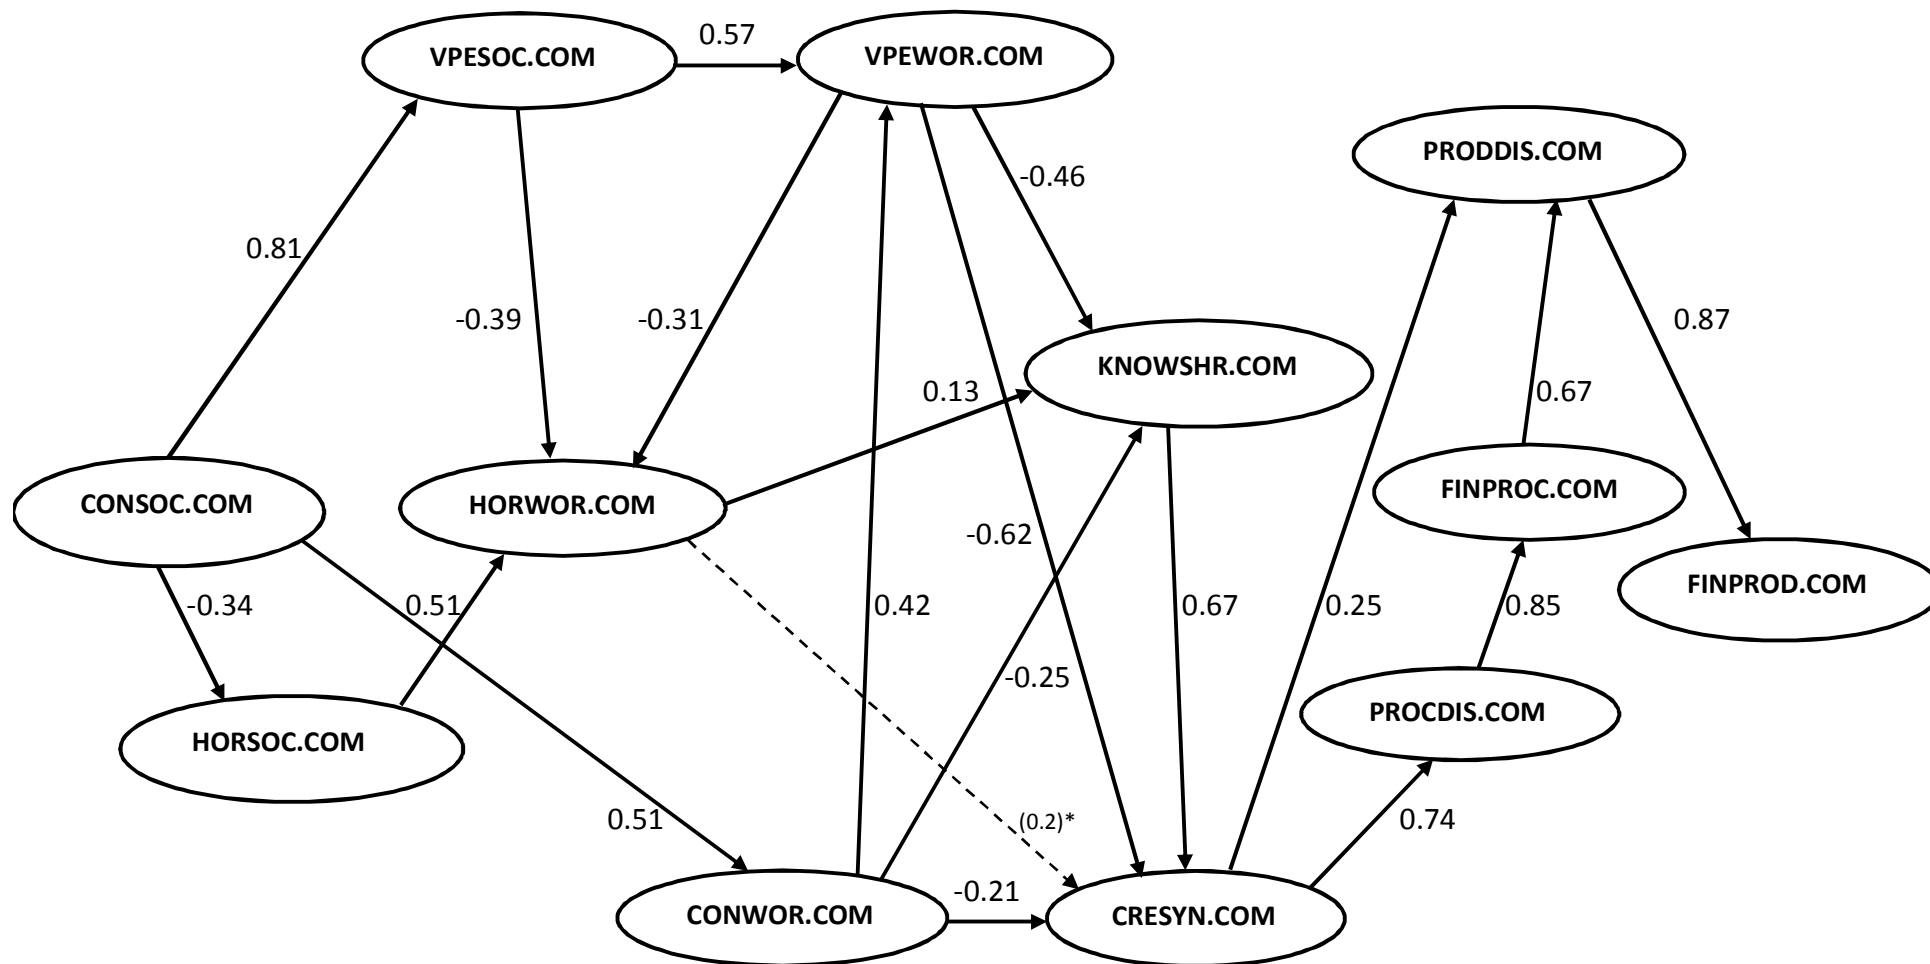 0.57
VPESOC.COM
VPEWOR.COM
PRODDIS.COM
-0.46
0.81
-0.39
-0.31
0.87
KNOWSHR.COM
0.13
0.67
CONSOC.COM
HORWOR.COM
FINPROC.COM
-0.62
FINPROD.COM
-0.34
0.51
0.42
0.67
0.25
0.85
-0.25
HORSOC.COM
PROCDIS.COM
0.51
(0.2)*
0.74
-0.21
CONWOR.COM
CRESYN.COM